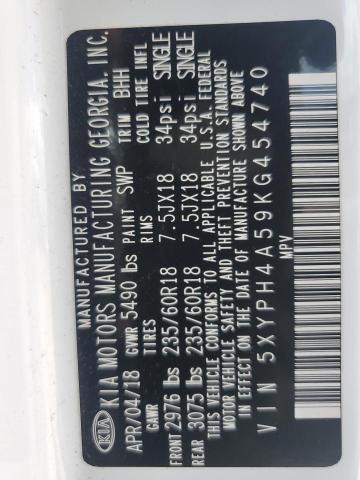 MANUFACTURED BY
KIA KIA MOTORS MANUFACTURING GEORGIA, INC.
APR/04/18 PAINT SWP TRIM BHH
GVWR 5490 lbs
GAWR TIRES RIMS COLD TIRE INFL
FRONT 2976 lbs 235/60R18 7.5JX18 34psi SINGLE
REAR 3075 lbs 235/60R18 7.5JX18 34psi SINGLE
THIS VEHICLE CONFORMS TO ALL APPLICABLE U.S.A. FEDERAL
MOTOR VEHICLE SAFETY AND THEFT PREVENTION STANDARDS
IN EFFECT ON THE DATE OF MANUFACTURE SHOWN ABOVE
VIN 5XYPH4A59KG454740
MPV